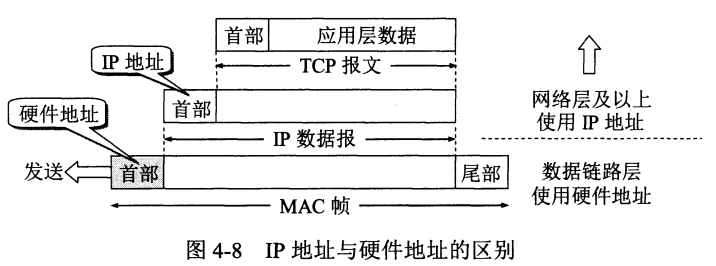 首部 应用层数据
TCP 报文
IP 地址
首部
硬件地址
IP 数据报
网络层及以上
使用 IP 地址
发送
首部
尾部
MAC 帧
数据链路层
使用硬件地址
图 4-8 IP 地址与硬件地址的区别